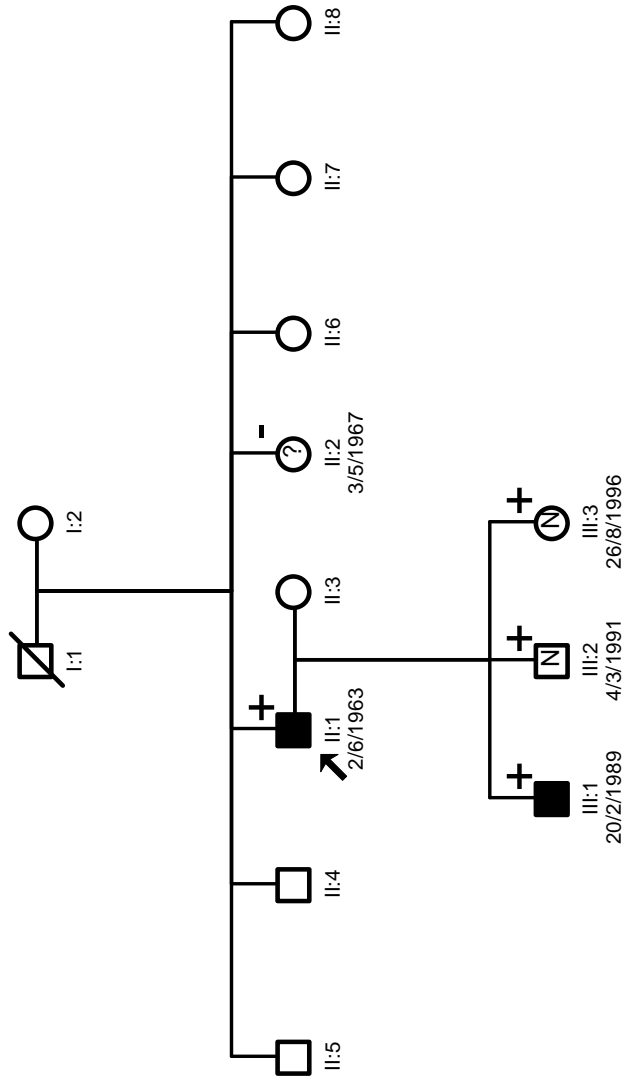 I:1 I:2
+ -
?
II:5 II:4 II:1 II:3 II:2 II:6 II:7 II:8
2/6/1963 3/5/1967
+ + +
N N
III:1 III:2 III:3
20/2/1989 4/3/1991 26/8/1996